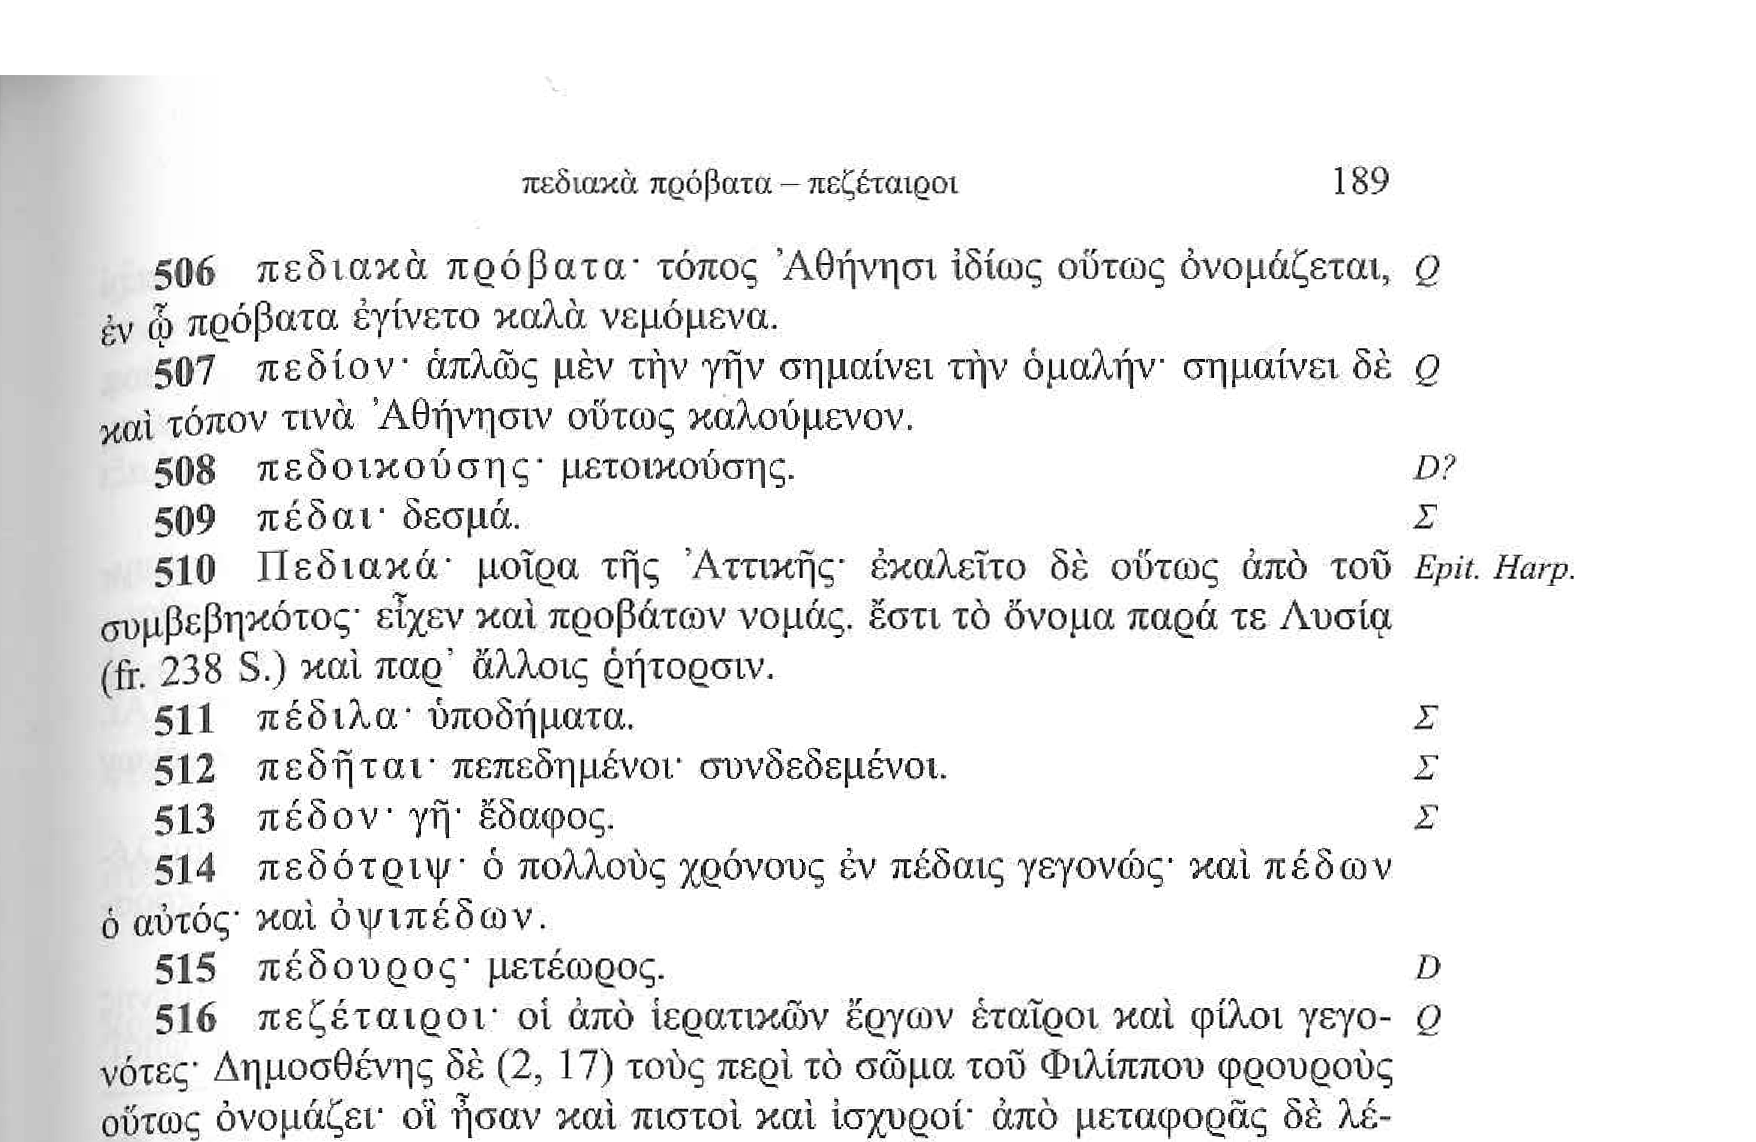 πεδιακὰ πρόβατα – πεζέταιροι 189
506 πεδιακὰ πρόβατα· τόπος Ἀθήνησι ἰδίως οὕτως ὀνομάζεται, Q
ἐν ᾧ πρόβατα ἐγίνετο καλὰ νεμόμενα.
507 πεδίον· ἁπλῶς μὲν τὴν γῆν σημαίνει τὴν ὁμαλήν· σημαίνει δὲ Q
καὶ τόπον τινὰ Ἀθήνησιν οὕτως καλούμενον.
508 πεδοικούσης· μετοικούσης. D?
509 πέδαι· δεσμά. Σ
510 Πεδιακά· μοῖρα τῆς Ἀττικῆς· ἐκαλεῖτο δὲ οὕτως ἀπὸ τοῦ Epit. Harp.
συμβεβηκότος· εἶχεν καὶ προβάτων νομάς. ἔστι τὸ ὄνομα παρά τε Λυσίᾳ
(fr. 238 S.) καὶ παρ’ ἄλλοις ῥήτορσιν.
511 πέδιλα· ὑποδήματα. Σ
512 πεδῆται· πεπεδημένοι· συνδεδεμένοι. Σ
513 πέδον· γῆ· ἔδαφος. Σ
514 πεδότριψ· ὁ πολλοὺς χρόνους ἐν πέδαις γεγονώς· καὶ πέδων
ὁ αὐτός· καὶ ὀψιπέδων.
515 πέδουρος· μετέωρος. D
516 πεζέταιροι· οἱ ἀπὸ ἱερατικῶν ἔργων ἑταῖροι καὶ φίλοι γεγο- Q
νότες· Δημοσθένης δὲ (2, 17) τοὺς περὶ τὸ σῶμα τοῦ Φιλίππου φρουροὺς
οὕτως ὀνομάζει· οἳ ἦσαν καὶ πιστοὶ καὶ ἰσχυροί· ἀπὸ μεταφορᾶς δὲ λέ-